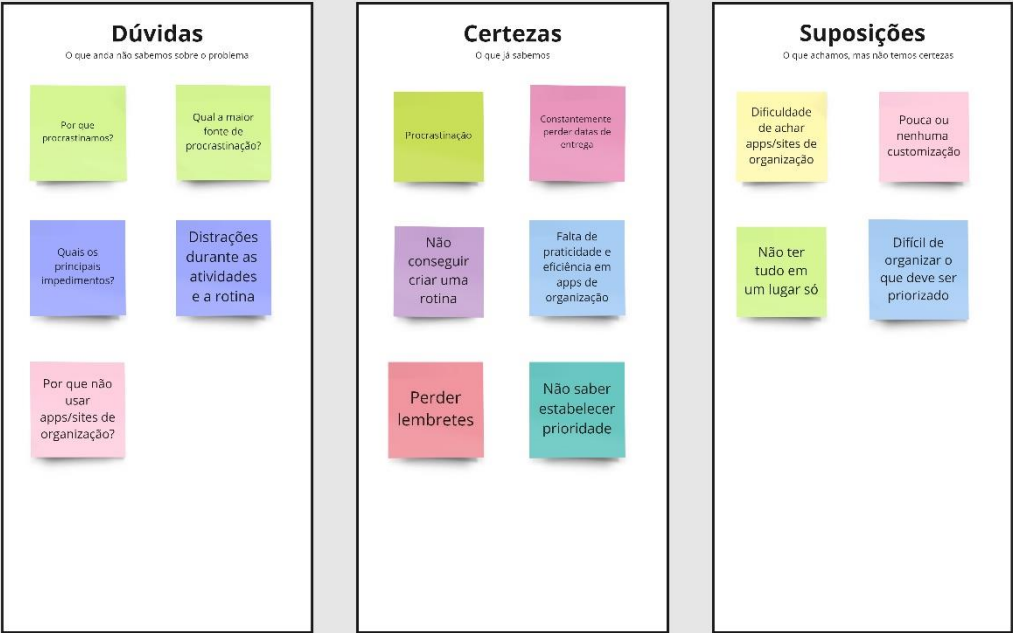 Dúvidas
O que anda não sabemos sobre o problema
Por que
procrastinamos?
Qual a maior
fonte de
procrastinação?
Quais os
principais
impedimentos?
Distrações
durante as
atividades
e a rotina
Por que não
usar
apps/sites de
organização?
Certezas
O que já sabemos
Procrastinação
Constantemente
perder datas de
entrega
Não
conseguir
criar uma
rotina
Falta de
praticidade e
eficiência em
apps de
organização
Perder
lembretes
Não saber
estabelecer
prioridade
Suposições
O que achamos, mas não temos certezas
Dificuldade
de achar
apps/sites de
organização
Pouca ou
nenhuma
customização
Não ter
tudo em
um lugar só
Difícil de
organizar o
que deve ser
priorizado